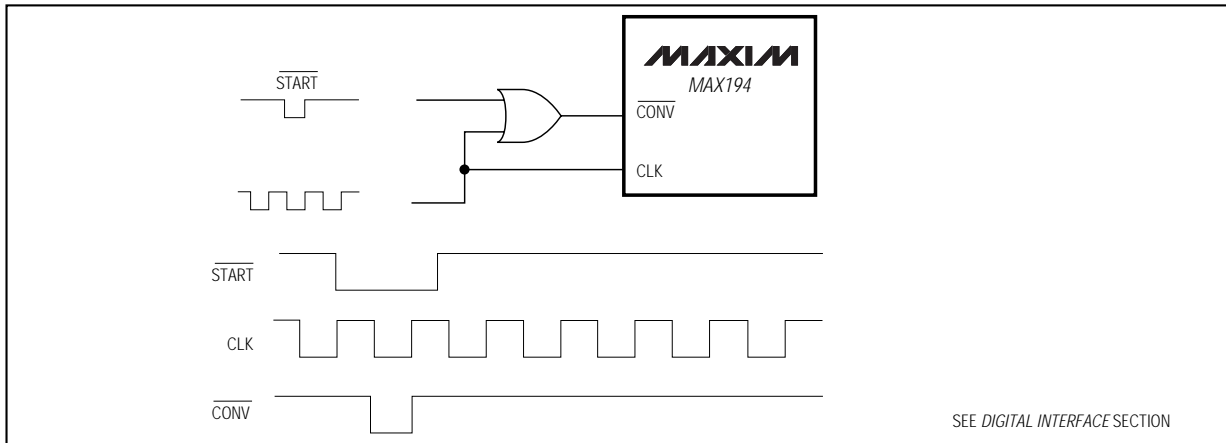 MAXIM
MAX194
START
CONV
CLK
START
CLK
CONV
SEE DIGITAL INTERFACE SECTION